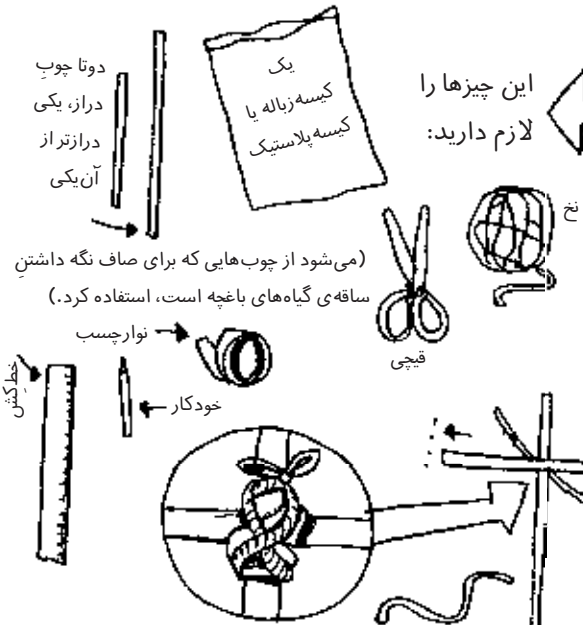 این چیزها را
لازم دارید:
دوتا چوبِ
دراز، یکی
درازتر از
آن‌یکی
یک
کیسه‌زباله یا
کیسه‌پلاستیک
نخ
(می‌شود از چوب‌هایی که برای صاف نگه داشتنِ
ساقه‌ی گیاه‌های باغچه است، استفاده کرد.)
قیچی
نوارچسب
خط‌کِش
خودکار